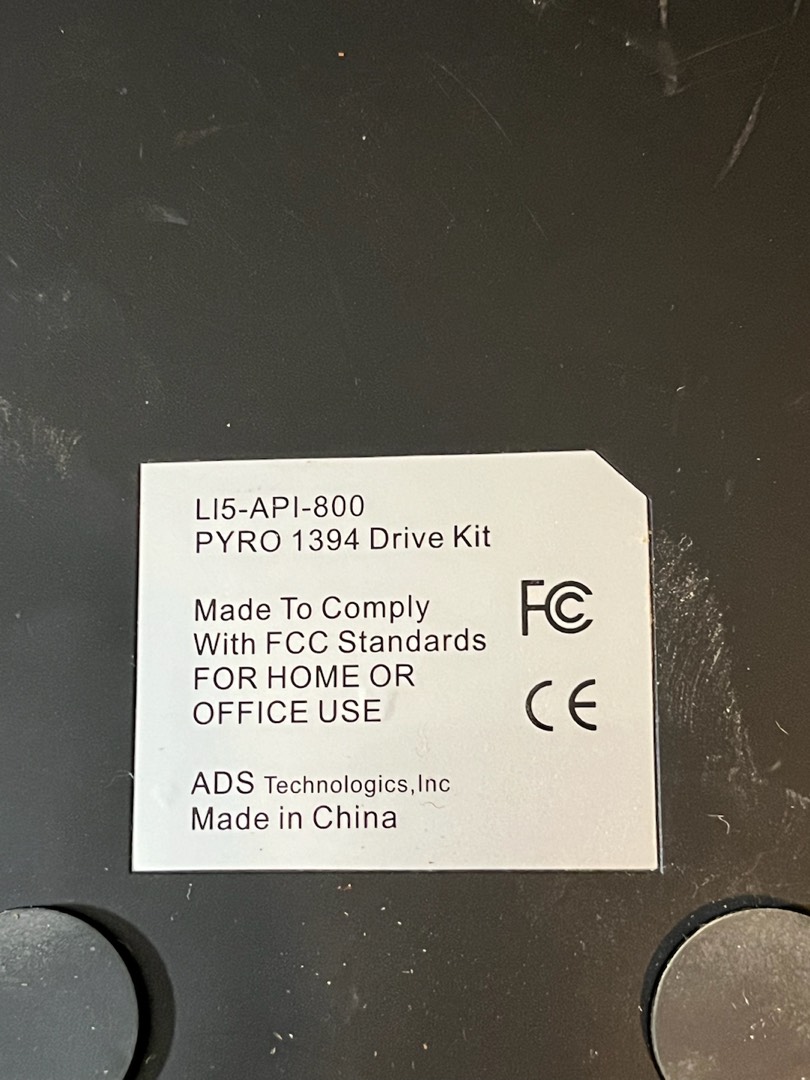 LI5-API-800
PYRO 1394 Drive Kit
Made To Comply
With FCC Standards
FOR HOME OR
OFFICE USE
FC
CE
ADS Technologics,Inc
Made in China